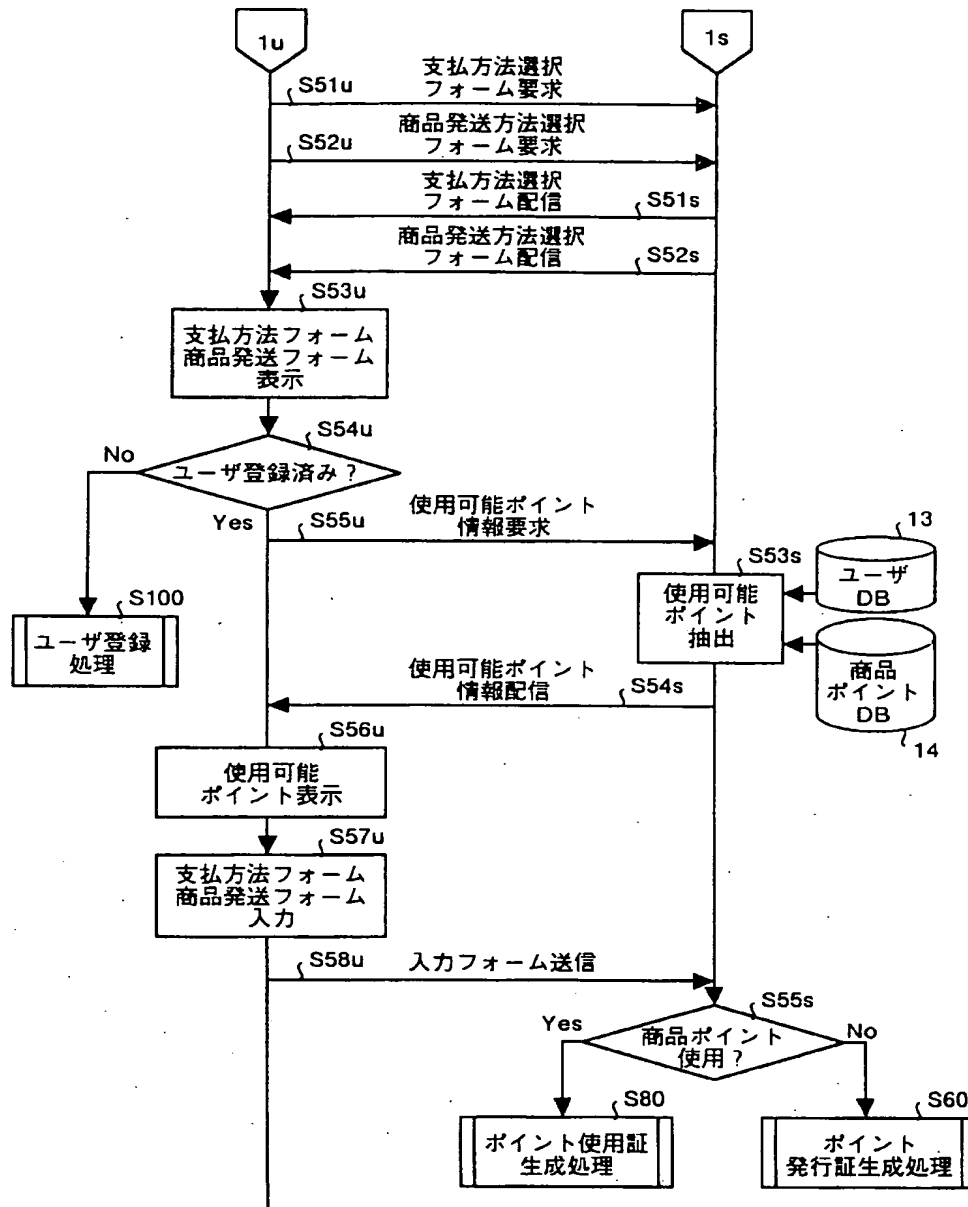 1u
1s
S51u
支払方法選択
フォーム要求
S52u
商品発送方法選択
フォーム要求
支払方法選択
フォーム配信
S51s
商品発送方法選択
フォーム配信
S52s
S53u
支払方法フォーム
商品発送フォーム
表示
S54u
No
ユーザ登録済み?
Yes
S55u
使用可能ポイント
情報要求
13
ユーザ
DB
S53s
使用可能
ポイント
抽出
S100
ユーザ登録
処理
商品
ポイント
DB
14
使用可能ポイント
情報配信
S54s
S56u
使用可能
ポイント表示
S57u
支払方法フォーム
商品発送フォーム
入力
S58u
入力フォーム送信
S55s
Yes
商品ポイント
使用?
No
S80
ポイント使用証
生成処理
S60
ポイント
発行証生成処理